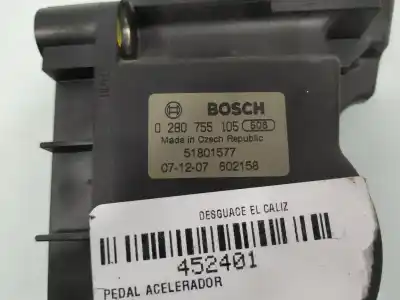 BOSCH
0 280 755 105 608
Made in Czech Republic
51801577
07-12-07 602158
DESGUACE EL CALIZ
452401
PEDAL ACELERADOR